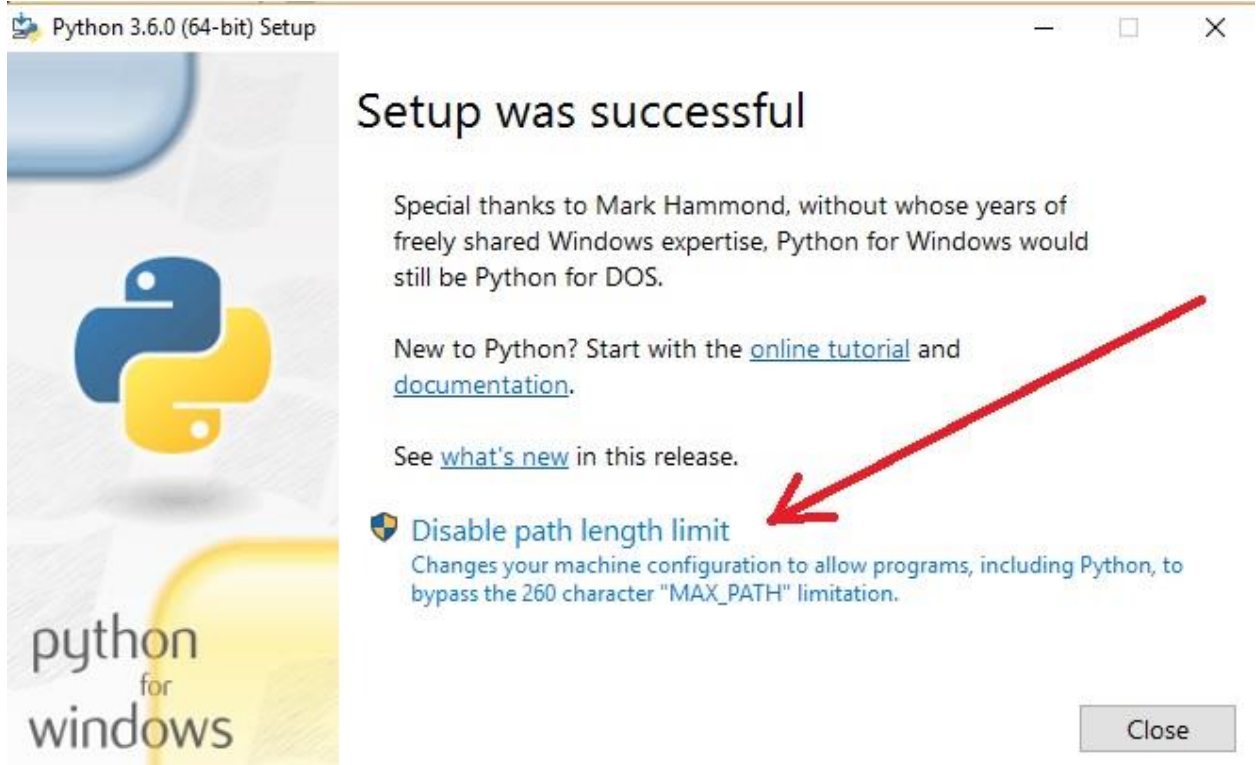 Python 3.6.0 (64-bit) Setup
Setup was successful
Special thanks to Mark Hammond, without whose years of
freely shared Windows expertise, Python for Windows would
still be Python for DOS.
New to Python? Start with the online tutorial and
documentation.
See what's new in this release.
Disable path length limit
Changes your machine configuration to allow programs, including Python, to
bypass the 260 character "MAX_PATH" limitation.
python
for
windows
Close